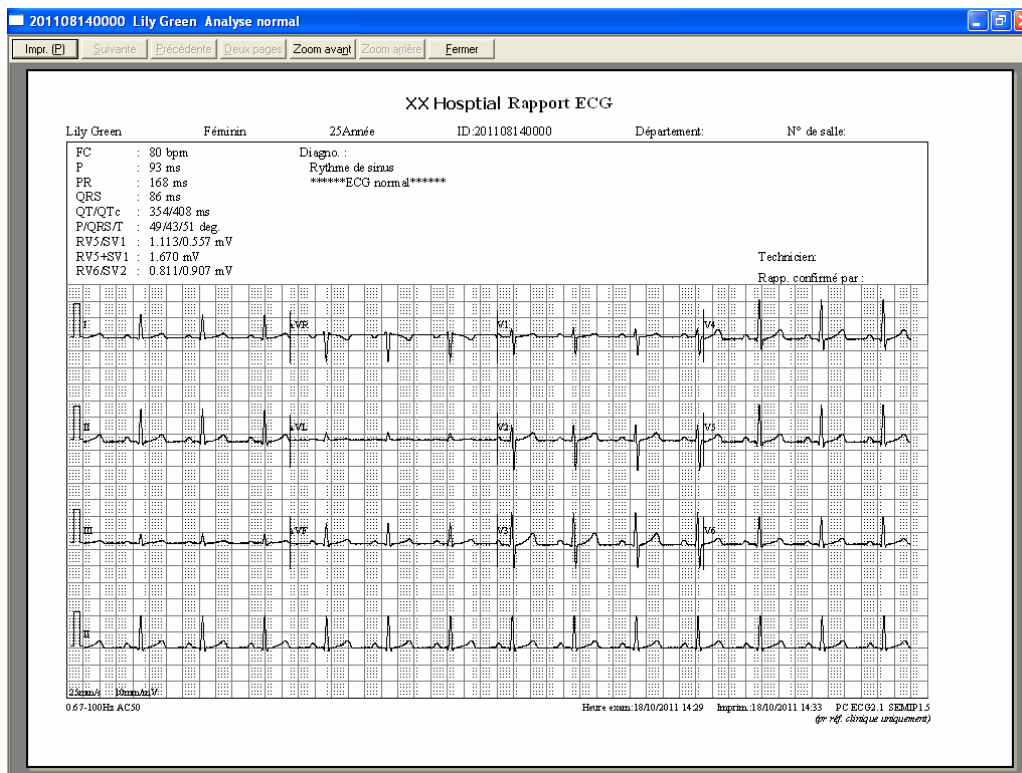 201108140000 Lily Green Analyse normal
Impr. (P) Suivante Précédente Deux pages Zoom avant Zoom arrière Fermer
XX Hosptial Rapport ECG
Lily Green Féminin 25Année ID:201108140000 Département: N° de salle:
FC : 80 bpm
P : 93 ms
PR : 168 ms
QRS : 86 ms
QT/QTc : 354/408 ms
P/QRS/T : 49/43/51 deg.
RV5/SV1 : 1.113/0.557 mV
RV5+SV1 : 1.670 mV
RV6/SV2 : 0.811/0.907 mV
Diagno. :
Rythme de sinus
******ECG normal******
Technicien:
Rapp. confirmé par :
I aVR V1 V4
II aVL V2 V5
III aVF V3 V6
II
25mm/s 10mm/mV
0.67-100Hz AC50 Heure exam:18/10/2011 14:29 Imprim.:18/10/2011 14:33 PC ECG2.1 SEMIP1.5
(pr réf. clinique uniquement)